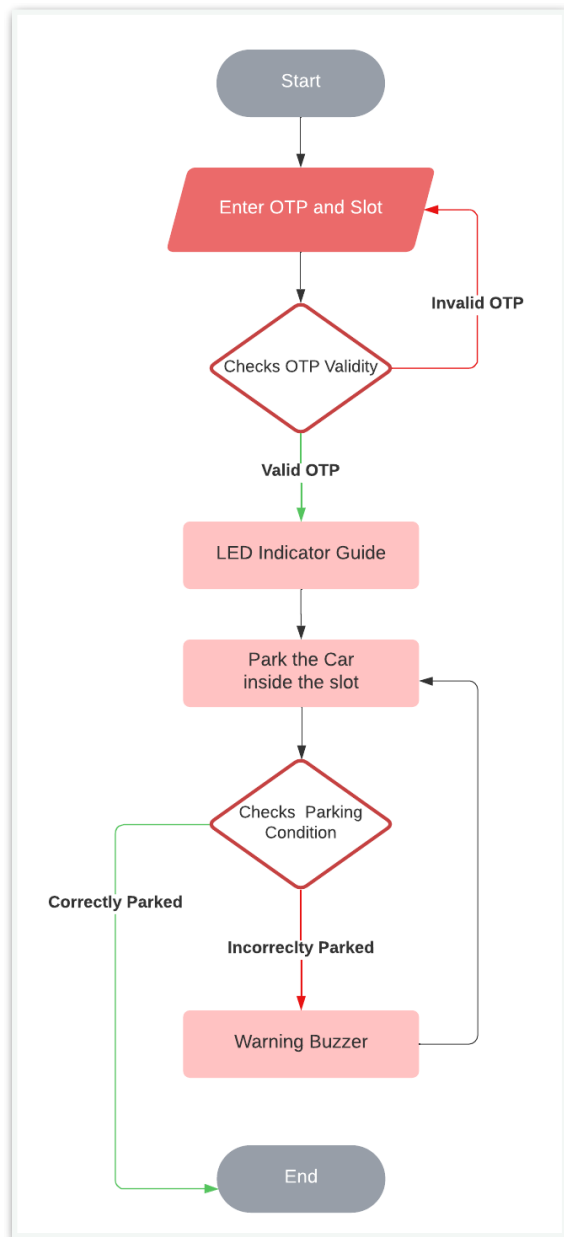 Start
Enter OTP and Slot
Invalid OTP
Checks OTP Validity
Valid OTP
LED Indicator Guide
Park the Car
inside the slot
Checks  Parking
Condition
Correctly Parked
Incorreclty Parked
Warning Buzzer
End